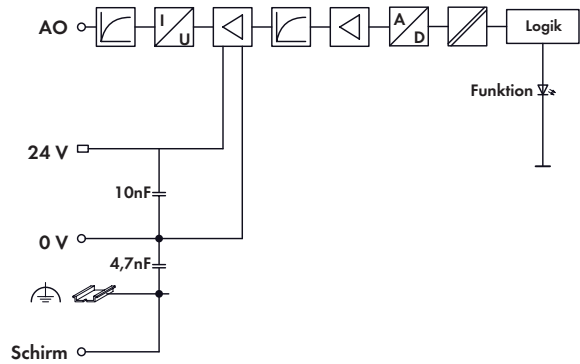 AO
I
U
A
D
Logik
Funktion
24 V
10nF
0 V
4,7nF
Schirm